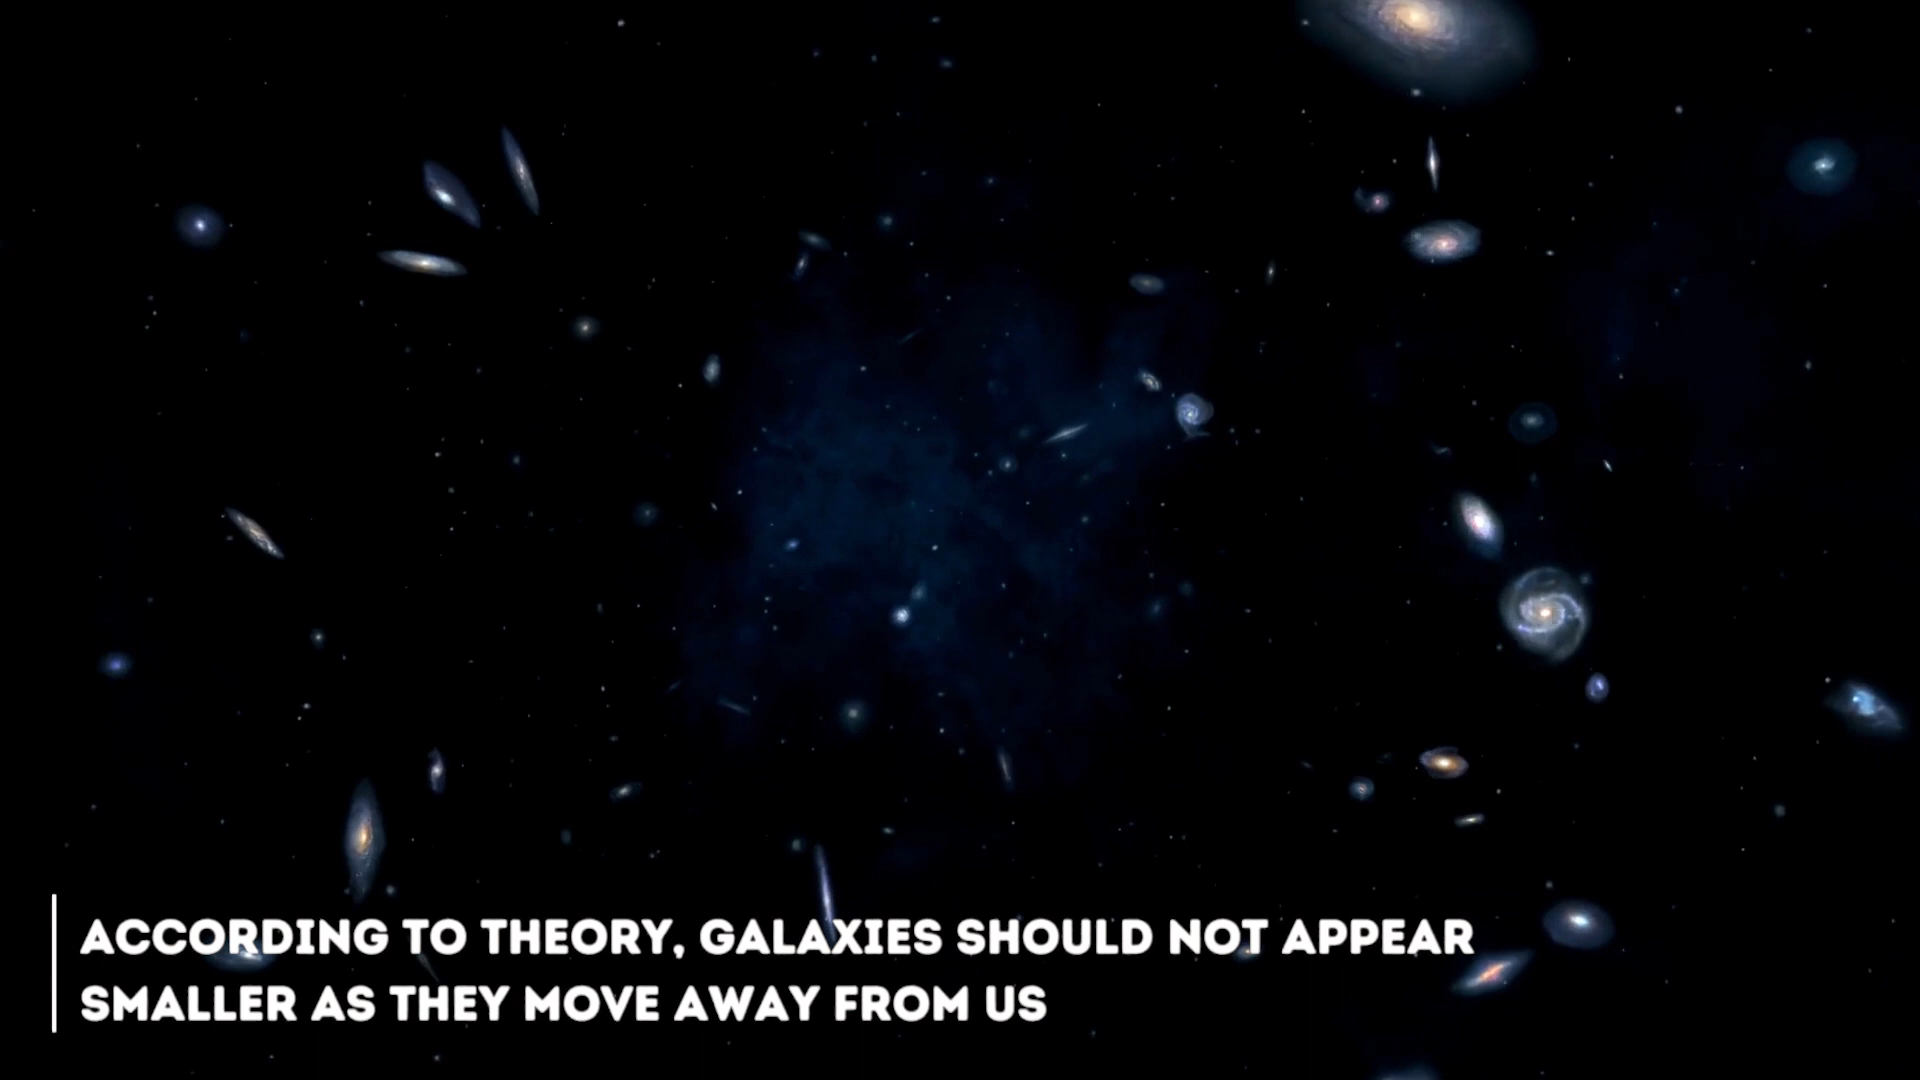 ACCORDING TO THEORY, GALAXIES SHOULD NOT APPEAR
SMALLER AS THEY MOVE AWAY FROM US